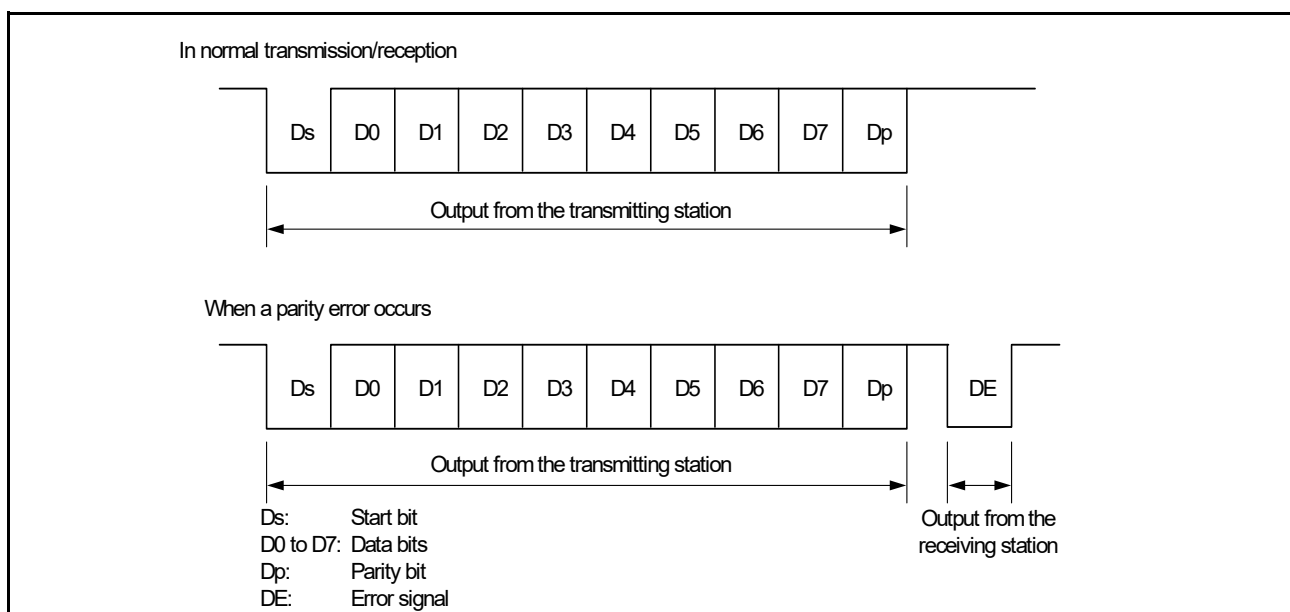 In normal transmission/reception
Ds D0 D1 D2 D3 D4 D5 D6 D7 Dp
Output from the transmitting station
When a parity error occurs
Ds D0 D1 D2 D3 D4 D5 D6 D7 Dp DE
Output from the transmitting station
Output from the
receiving station
Ds: Start bit
D0 to D7: Data bits
Dp: Parity bit
DE: Error signal